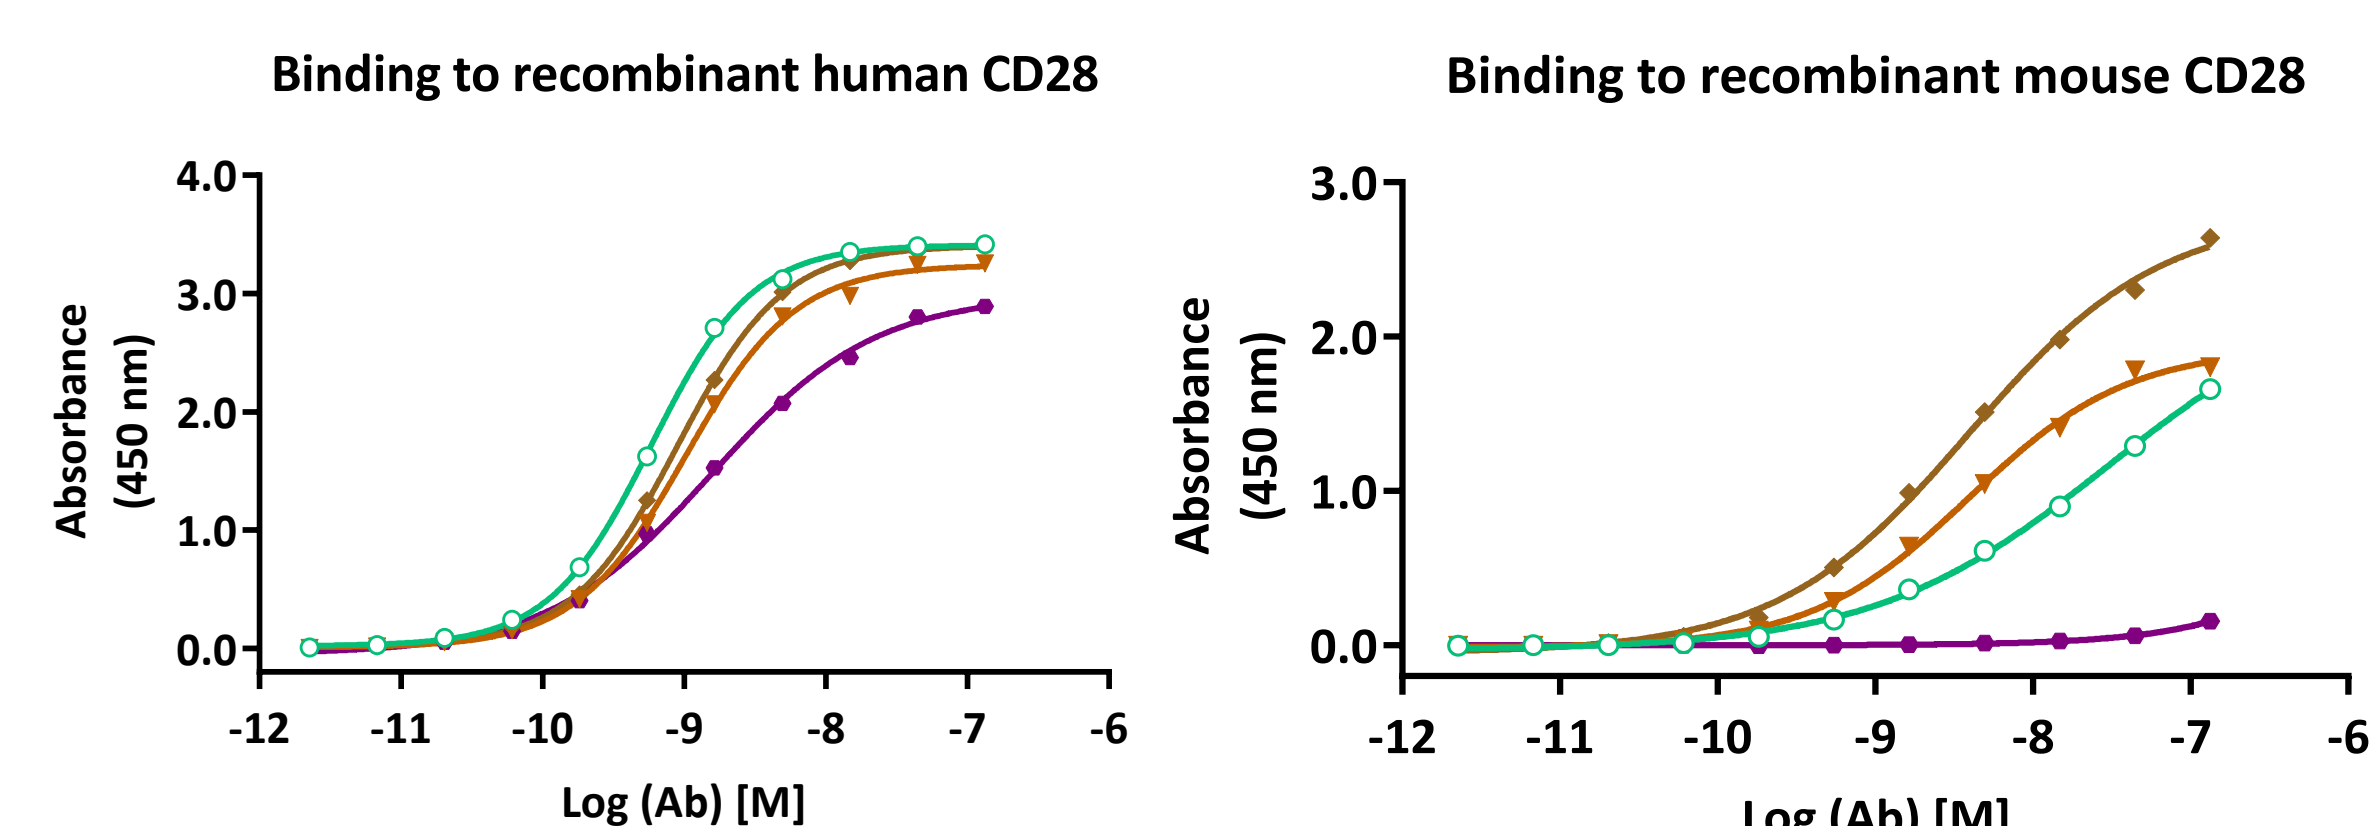 Binding to recombinant human CD28
Absorbance
(450 nm)
4.0
3.0
2.0
1.0
0.0
-12 -11 -10 -9 -8 -7 -6
Log (Ab) [M]
Binding to recombinant mouse CD28
Absorbance
(450 nm)
3.0
2.0
1.0
0.0
-12 -11 -10 -9 -8 -7 -6
Log (Ab) [M]